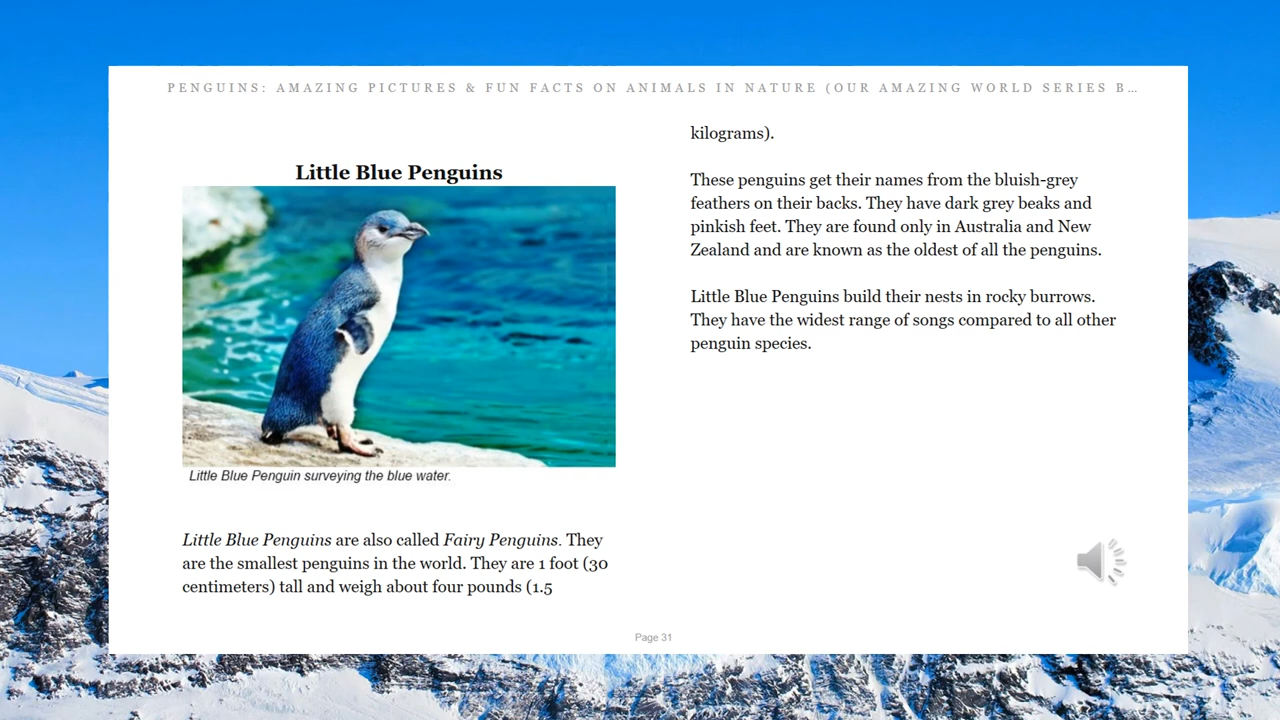 PENGUINS: AMAZING PICTURES & FUN FACTS ON ANIMALS IN NATURE (OUR AMAZING WORLD SERIES B…
Little Blue Penguins
Little Blue Penguin surveying the blue water.
Little Blue Penguins are also called Fairy Penguins. They
are the smallest penguins in the world. They are 1 foot (30
centimeters) tall and weigh about four pounds (1.5
kilograms).
These penguins get their names from the bluish-grey
feathers on their backs. They have dark grey beaks and
pinkish feet. They are found only in Australia and New
Zealand and are known as the oldest of all the penguins.
Little Blue Penguins build their nests in rocky burrows.
They have the widest range of songs compared to all other
penguin species.
Page 31